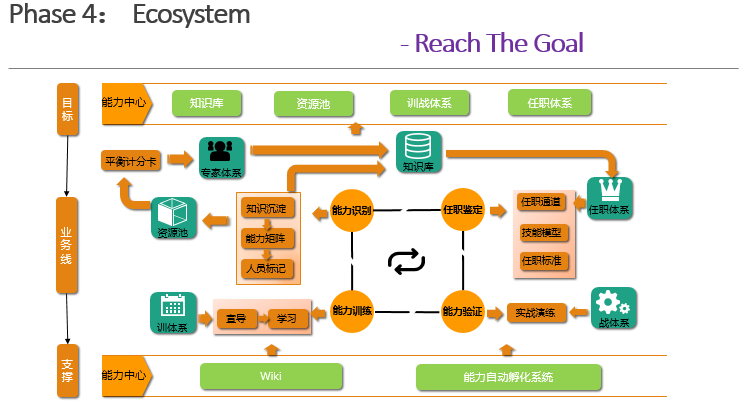 Phase 4： Ecosystem
- Reach The Goal
目标
能力中心
知识库
资源池
训战体系
任职体系
平衡计分卡
专家体系
知识库
资源池
知识沉淀
能力矩阵
人员标记
能力识别
任职鉴定
任职通道
技能模型
任职标准
任职体系
业务线
训体系
宣导
学习
能力训练
能力验证
实战演练
战体系
支撑
能力中心
Wiki
能力自动孵化系统